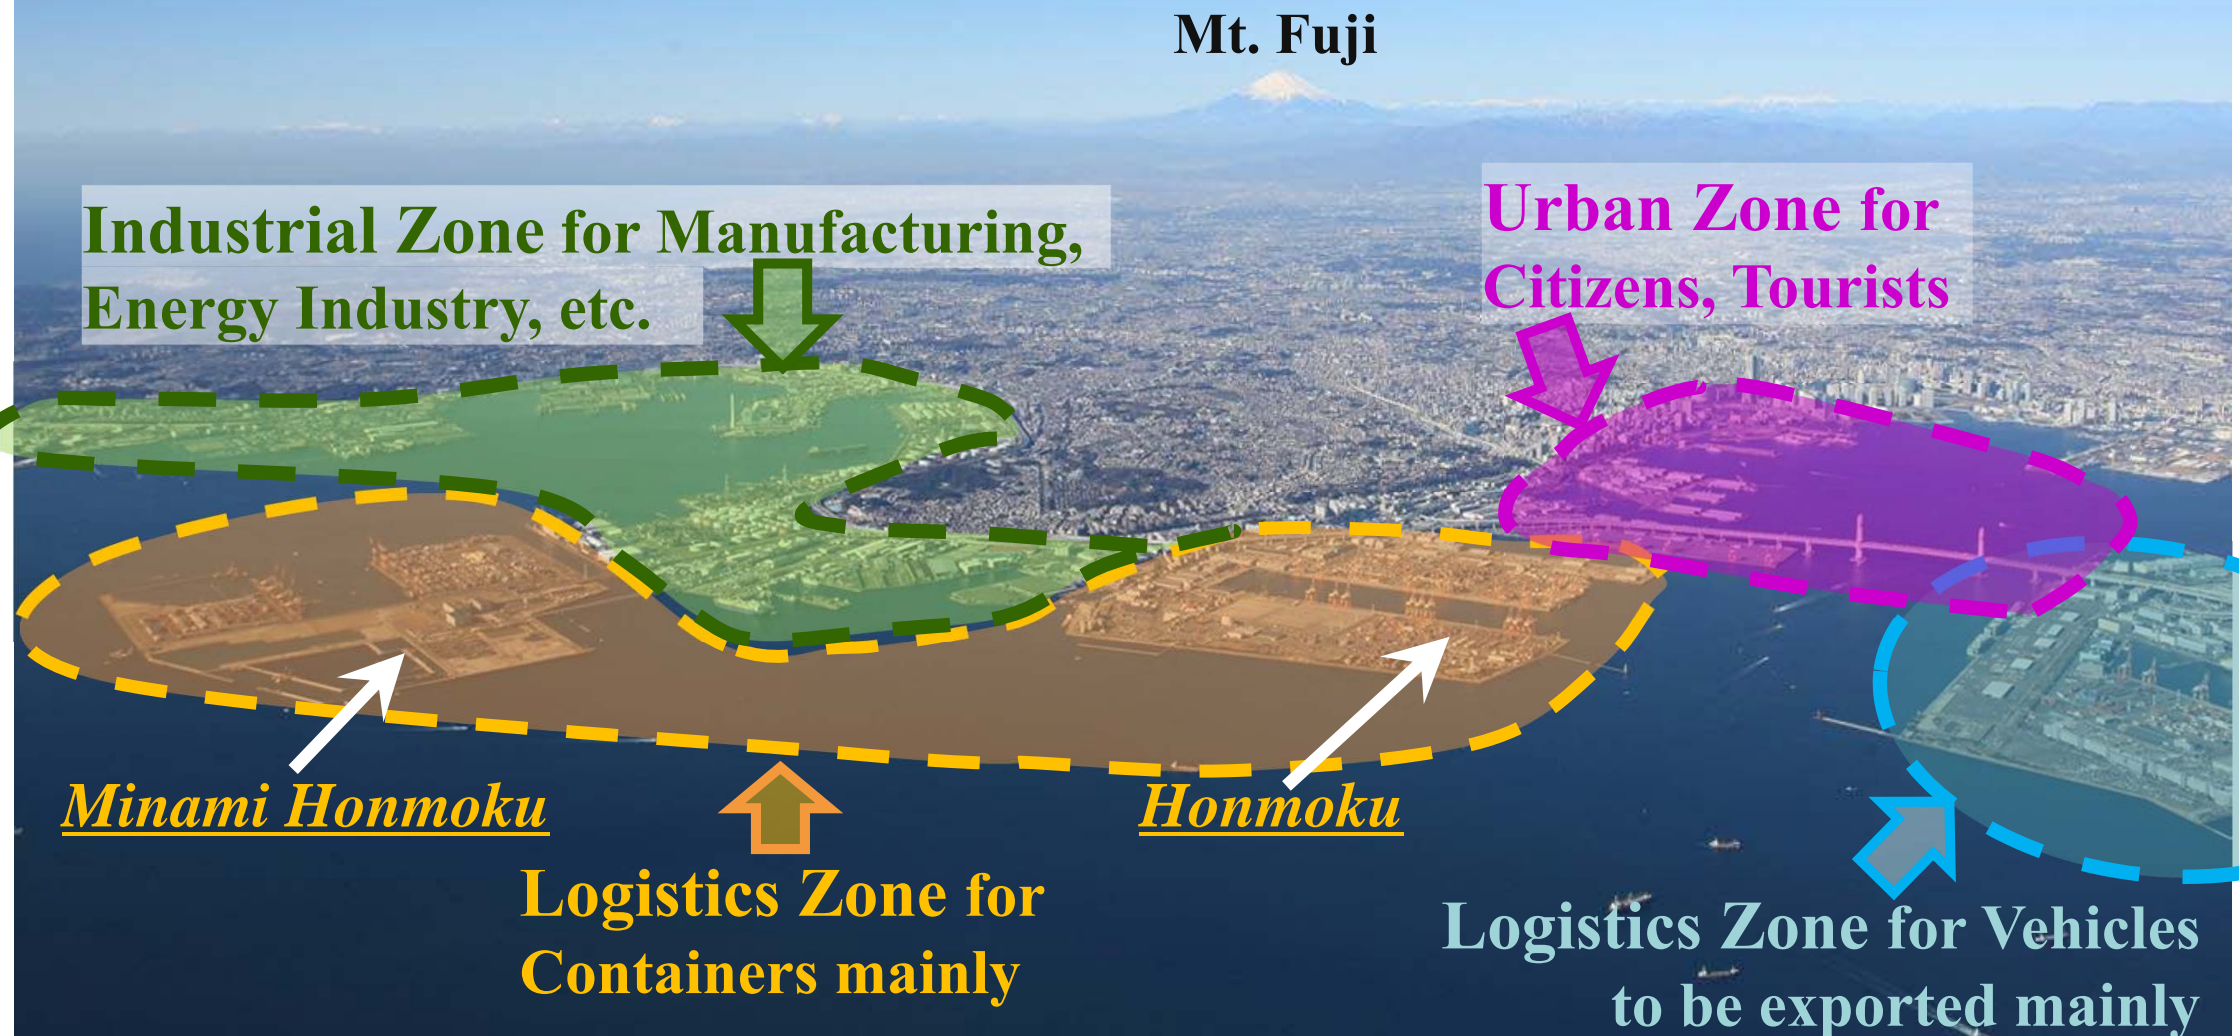 Mt. Fuji
Industrial Zone for Manufacturing,
Energy Industry, etc.
Urban Zone for
Citizens, Tourists
Minami Honmoku
Honmoku
Logistics Zone for
Containers mainly
Logistics Zone for Vehicles
to be exported mainly